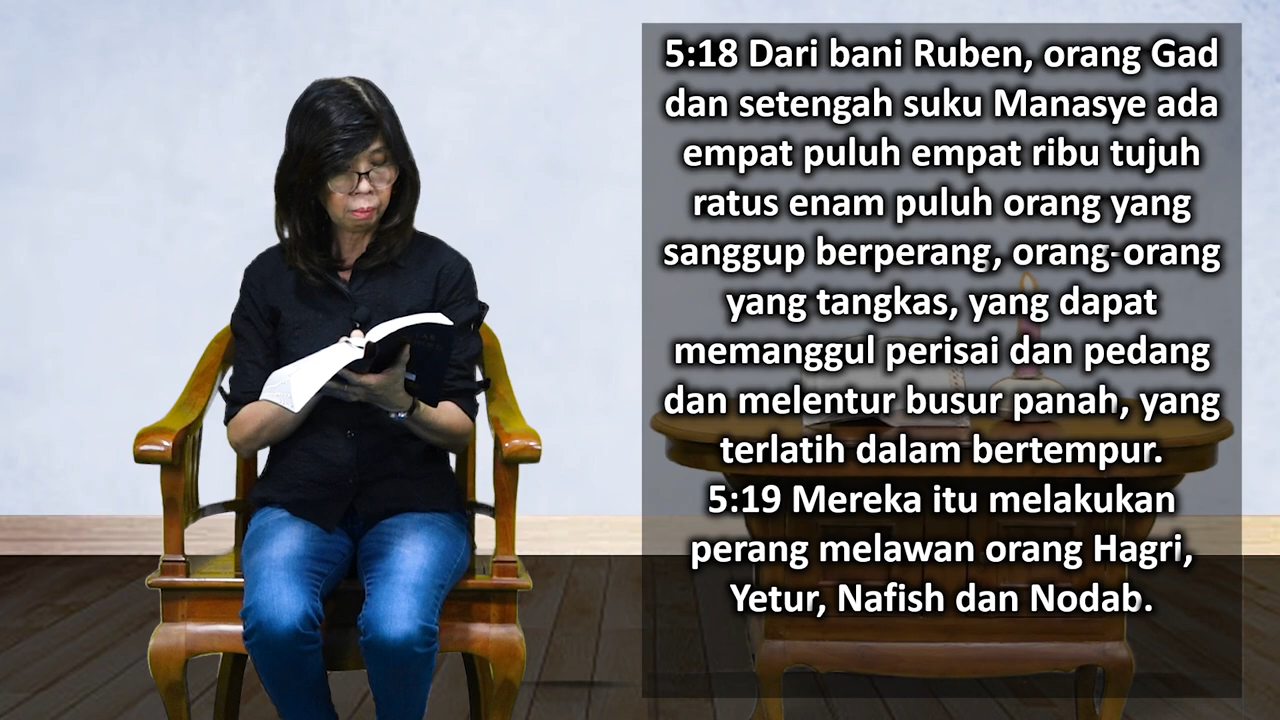 5:18 Dari bani Ruben, orang Gad
dan setengah suku Manasye ada
empat puluh empat ribu tujuh
ratus enam puluh orang yang
sanggup berperang, orang-orang
yang tangkas, yang dapat
memanggul perisai dan pedang
dan melentur busur panah, yang
terlatih dalam bertempur.
5:19 Mereka itu melakukan
perang melawan orang Hagri,
Yetur, Nafish dan Nodab.